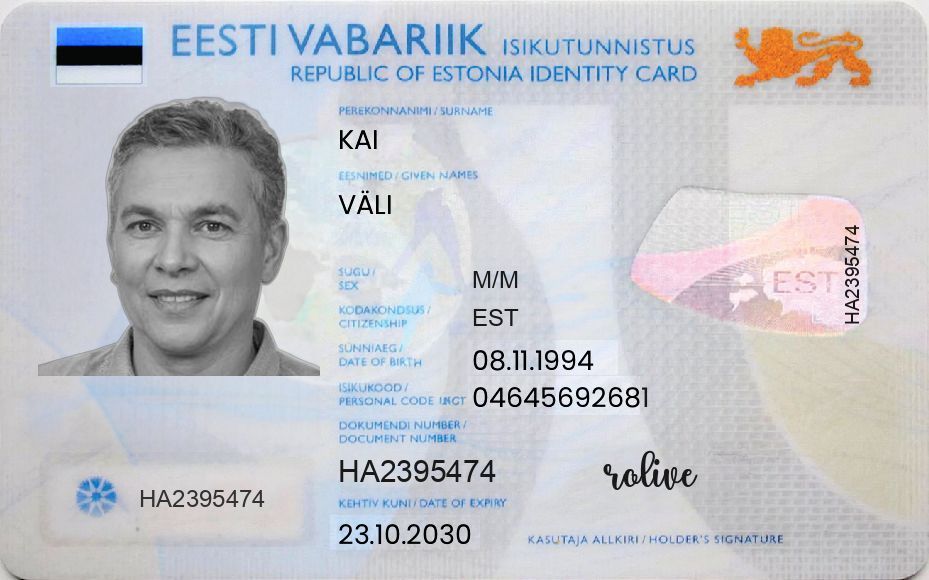 EESTI VABARIIK ISIKUTUNNISTUS
REPUBLIC OF ESTONIA IDENTITY CARD
PEREKONNANIMI / SURNAME
KAI
EESNIMED / GIVEN NAMES
VÄLI
SUGU /
SEX
M/M
KODAKONDSUS /
CITIZENSHIP
EST
SÜNNIAEG /
DATE OF BIRTH
08.11.1994
ISIKUKOOD /
PERSONAL CODE
04645692681
DOKUMENDI NUMBER /
DOCUMENT NUMBER
HA2395474
KEHTIV KUNI / DATE OF EXPIRY
23.10.2030
HA2395474
rolive
KASUTAJA ALLKIRI / HOLDER'S SIGNATURE
EST
HA2395474